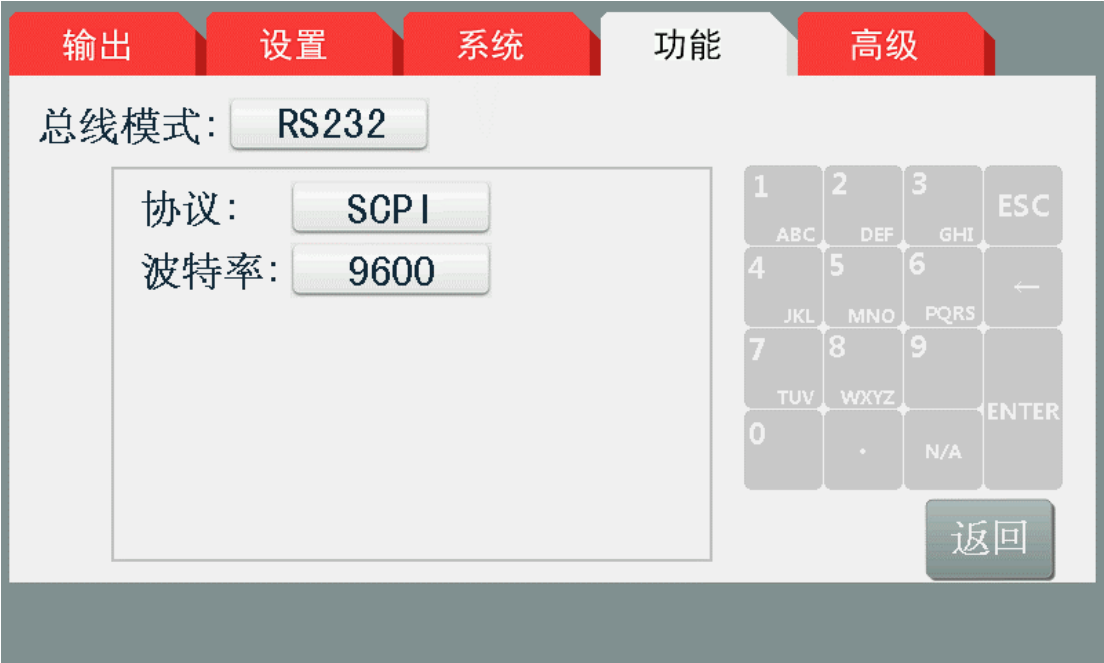 输出 设置 系统 功能 高级
总线模式: RS232
协议: SCPI
波特率: 9600
1 ABC 2 DEF 3 GHI ESC
4 JKL 5 MNO 6 PQRS ←
7 TUV 8 WXYZ 9 ENTER
0 . N/A
返回